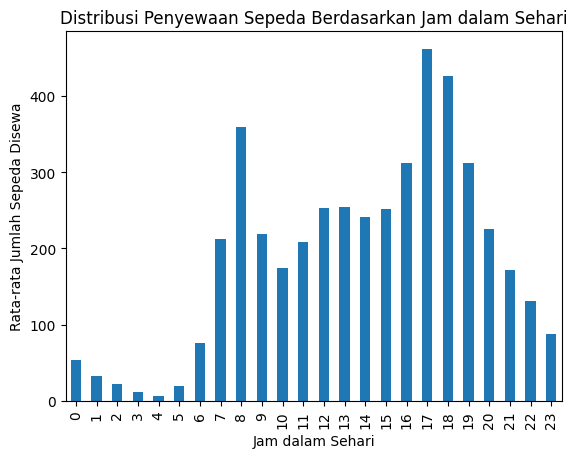 Distribusi Penyewaan Sepeda Berdasarkan Jam dalam Sehari
Rata-rata Jumlah Sepeda Disewa
400
300
200
100
0
0 1 2 3 4 5 6 7 8 9 10 11 12 13 14 15 16 17 18 19 20 21 22 23
Jam dalam Sehari